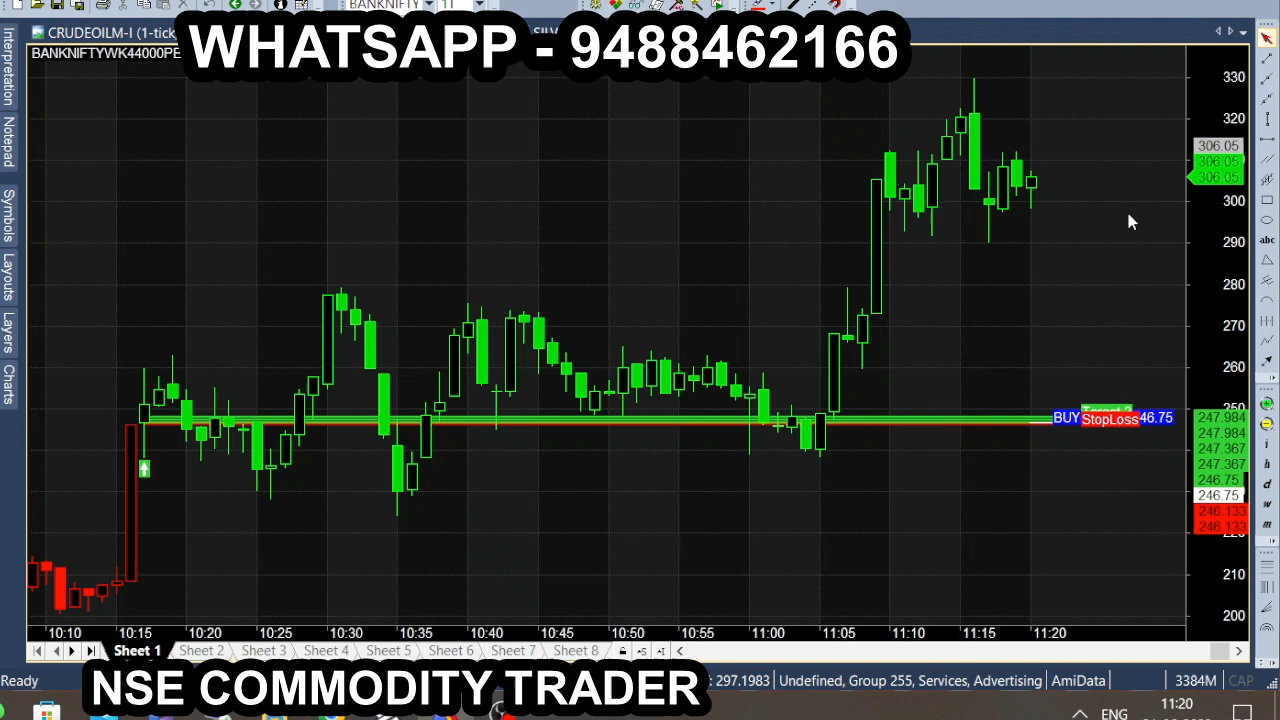 BANKNIFTY 11
CRUDEOILM-I (1-tick
WHATSAPP - 9488462166
BANKNIFTYWK44000PE
Interpretation
Notepad
Symbols
Layouts
Layers
Charts
330
320
306.05
306.05
306.05
300
290
280
270
260
BUY
StopLoss
46.75
247.984
247.984
247.367
247.367
246.75
246.75
246.133
246.133
210
200
abc
i
h
d
w
m
10:10 10:15 10:20 10:25 10:30 10:35 10:40 10:45 10:50 10:55 11:00 11:05 11:10 11:15 11:20
Sheet 1 Sheet 2 Sheet 3 Sheet 4 Sheet 5 Sheet 6 Sheet 7 Sheet 8
Ready
NSE COMMODITY TRADER
: 297.1983 Undefined, Group 255, Services, Advertising AmiData 3384M CAP
ENG
11:20